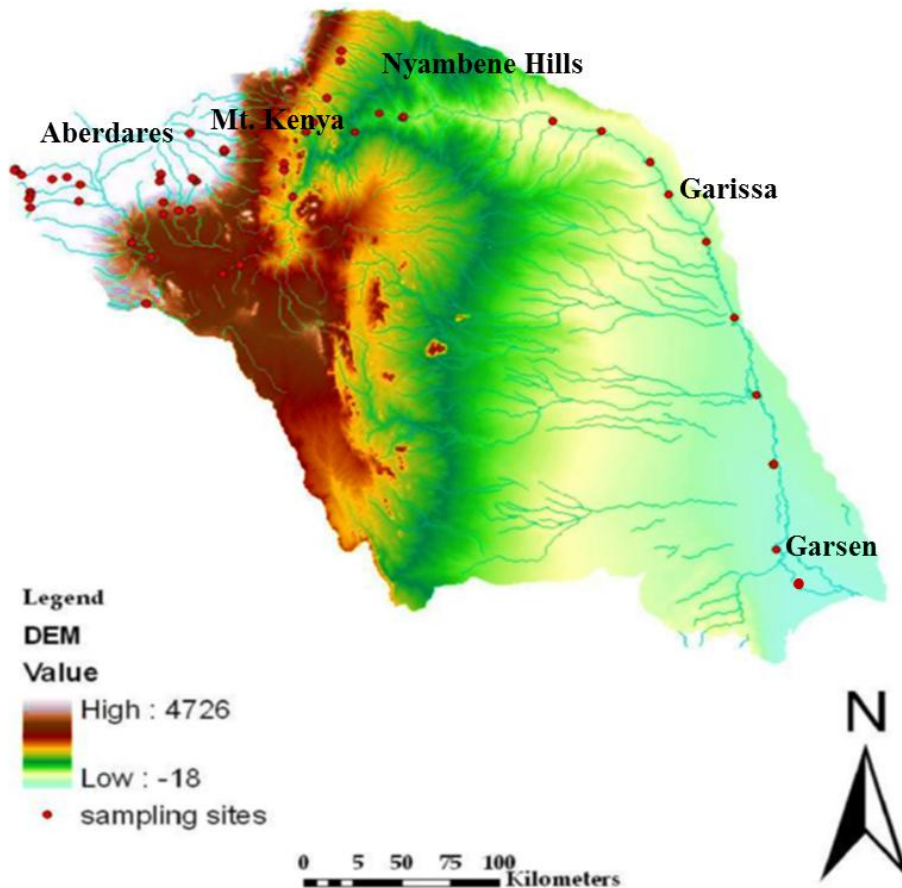 Nyambene Hills
Mt. Kenya
Aberdares
Garissa
Garsen
Legend
DEM
Value
High : 4726
Low : -18
sampling sites
N
0 5 50 75 100
Kilometers